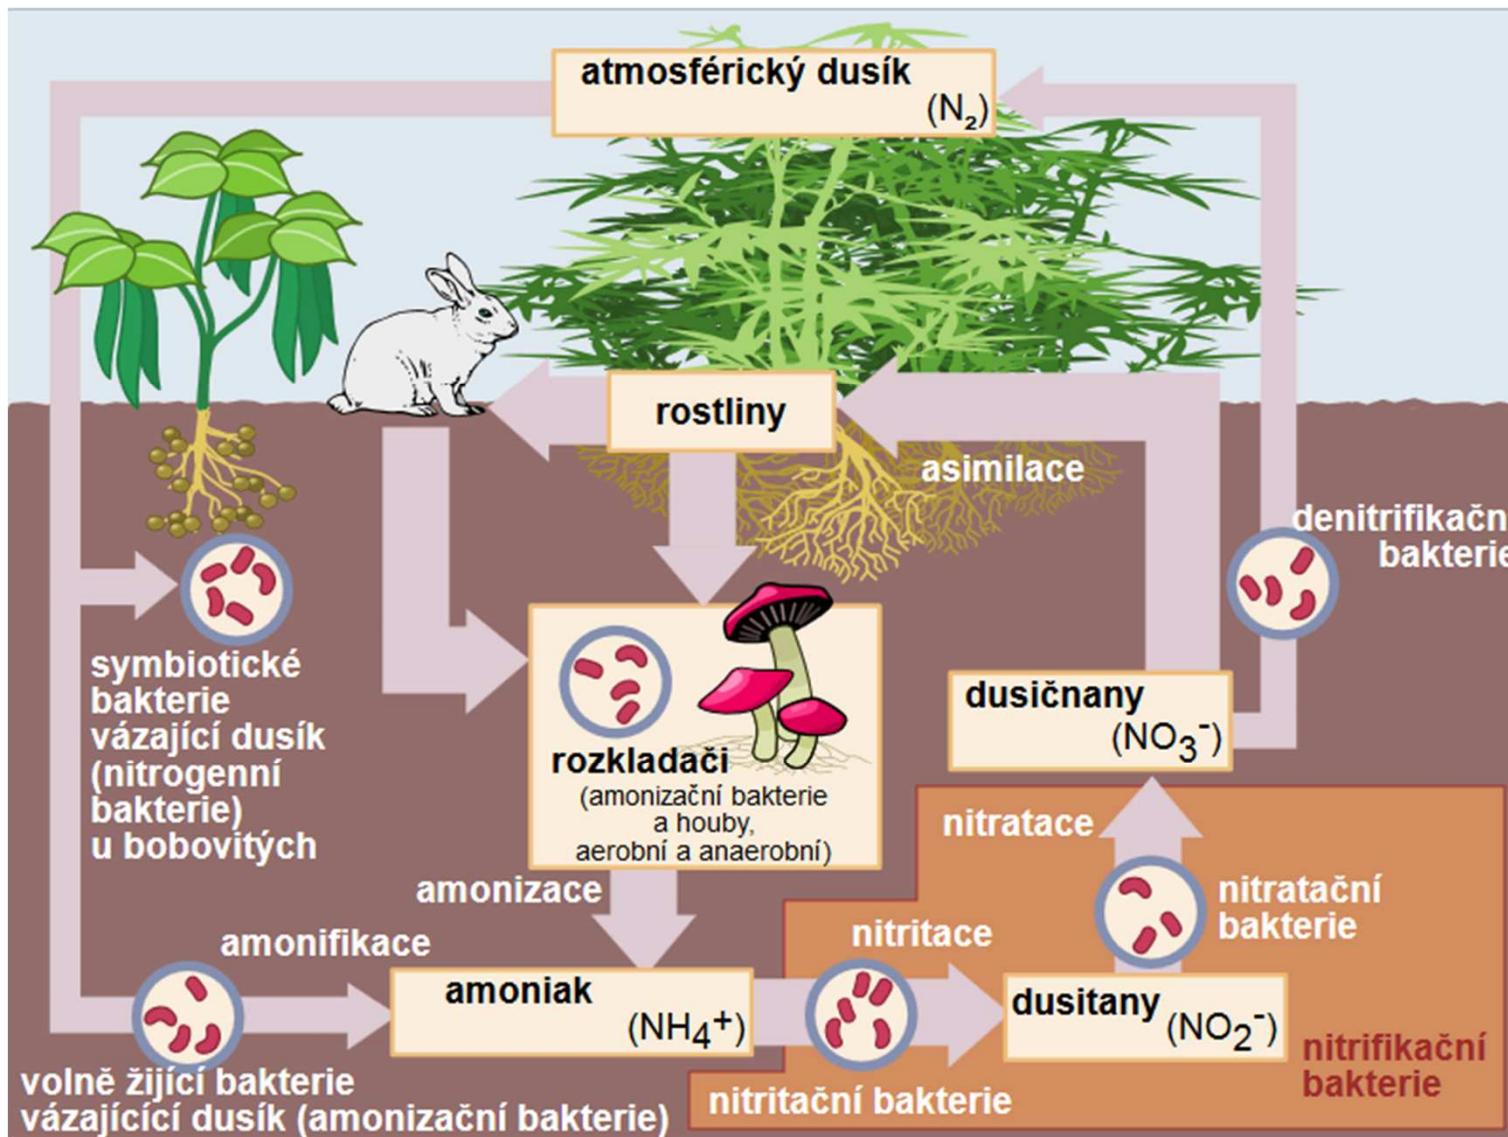 atmosférický dusík
(N₂)
rostliny
asimilace
denitrifikačn
bakterie
symbiotické
bakterie
vázající dusík
(nitrogenní
bakterie)
u bobovitých
rozkladači
(amonizační bakterie
a houby,
aerobní a anaerobní)
dusičnany
(NO₃⁻)
nitratace
nitratační
bakterie
amonizace
amonifikace
nitritace
amoniak
(NH₄⁺)
dusitany
(NO₂⁻)
nitrifikační
bakterie
volně žijící bakterie
vázajícící dusík (amonizační bakterie)
nitritační bakterie